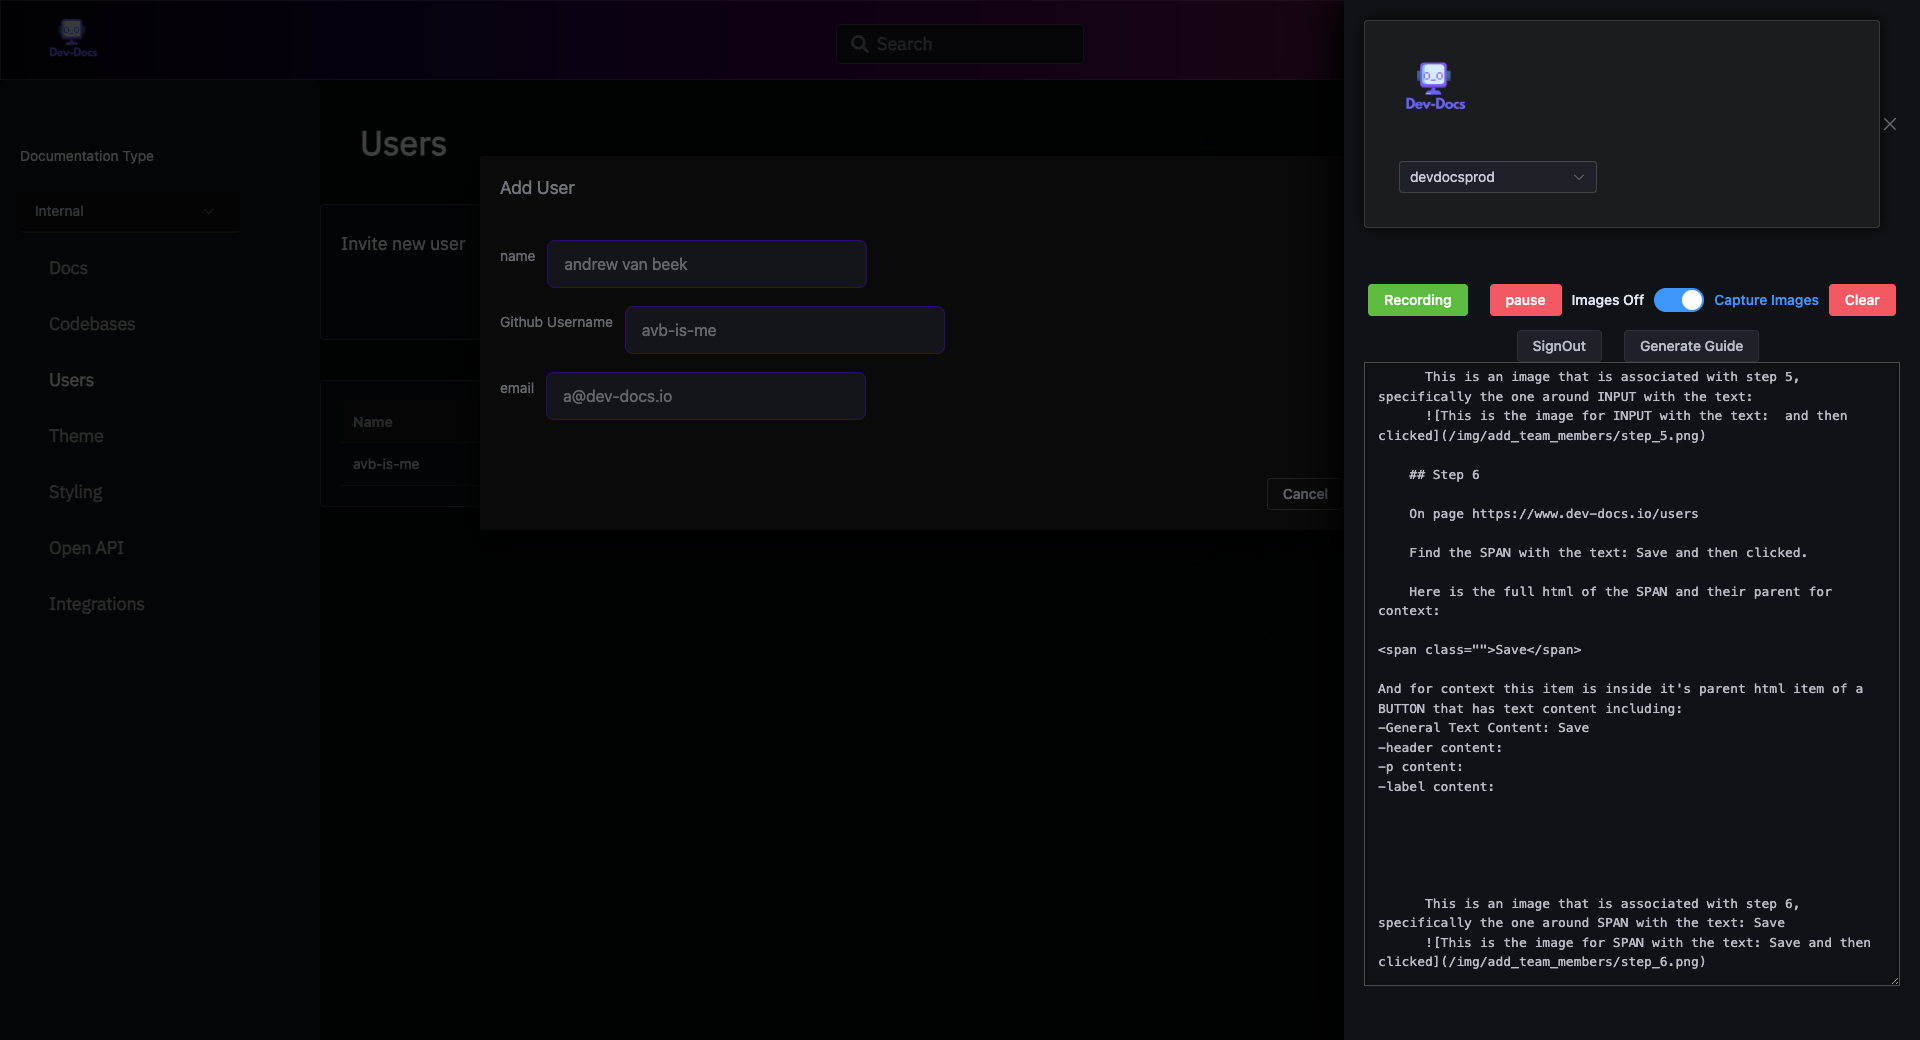 Dev-Docs
Search
Documentation Type
Internal
Docs
Codebases
Users
Theme
Styling
Open API
Integrations
Users
Invite new user
Name
avb-is-me
Add User
name
andrew van beek
Github Username
avb-is-me
email
a@dev-docs.io
Cancel
Dev-Docs
devdocsprod
Recording
pause
Images Off
Capture Images
Clear
SignOut
Generate Guide
This is an image that is associated with step 5,
specifically the one around INPUT with the text:
![This is the image for INPUT with the text:  and then
clicked](/img/add_team_members/step_5.png)
## Step 6
On page https://www.dev-docs.io/users
Find the SPAN with the text: Save and then clicked.
Here is the full html of the SPAN and their parent for
context:
<span class="">Save</span>
And for context this item is inside it's parent html item of a
BUTTON that has text content including:
-General Text Content: Save
-header content:
-p content:
-label content:
This is an image that is associated with step 6,
specifically the one around SPAN with the text: Save
![This is the image for SPAN with the text: Save and then
clicked](/img/add_team_members/step_6.png)